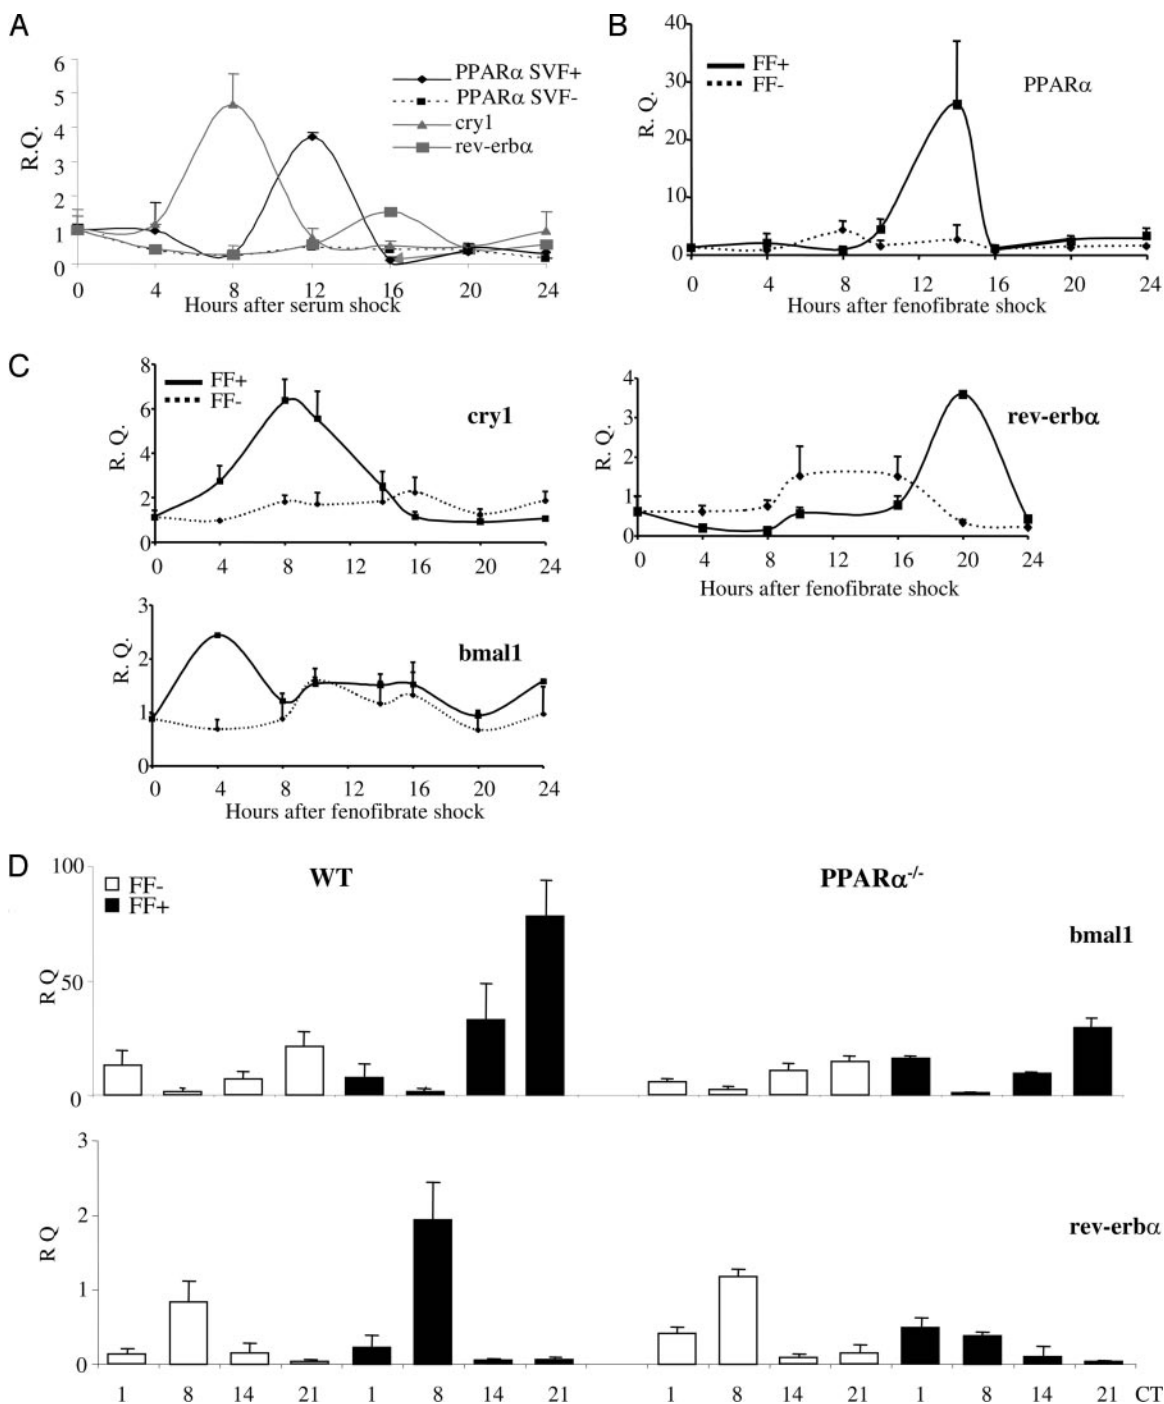 A
6
5
4
3
2
1
0
R.Q.
PPARα SVF+
PPARα SVF-
cry1
rev-erbα
0 4 8 12 16 20 24
Hours after serum shock
B
40
30
20
10
0
R. Q.
FF+
FF-
PPARα
0 4 8 12 16 20 24
Hours after fenofibrate shock
C
8
6
4
2
0
R. Q.
FF+
FF-
cry1
0 4 8 12 16 20 24
4
3
2
1
0
R. Q.
rev-erbα
0 4 8 12 16 20 24
Hours after fenofibrate shock
3
2
1
0
R. Q.
bmal1
0 4 8 12 16 20 24
Hours after fenofibrate shock
D
100
50
0
R Q
FF-
FF+
WT
PPARα-/-
bmal1
3
2
1
0
R Q
rev-erbα
1 8 14 21 1 8 14 21 1 8 14 21 1 8 14 21 CT